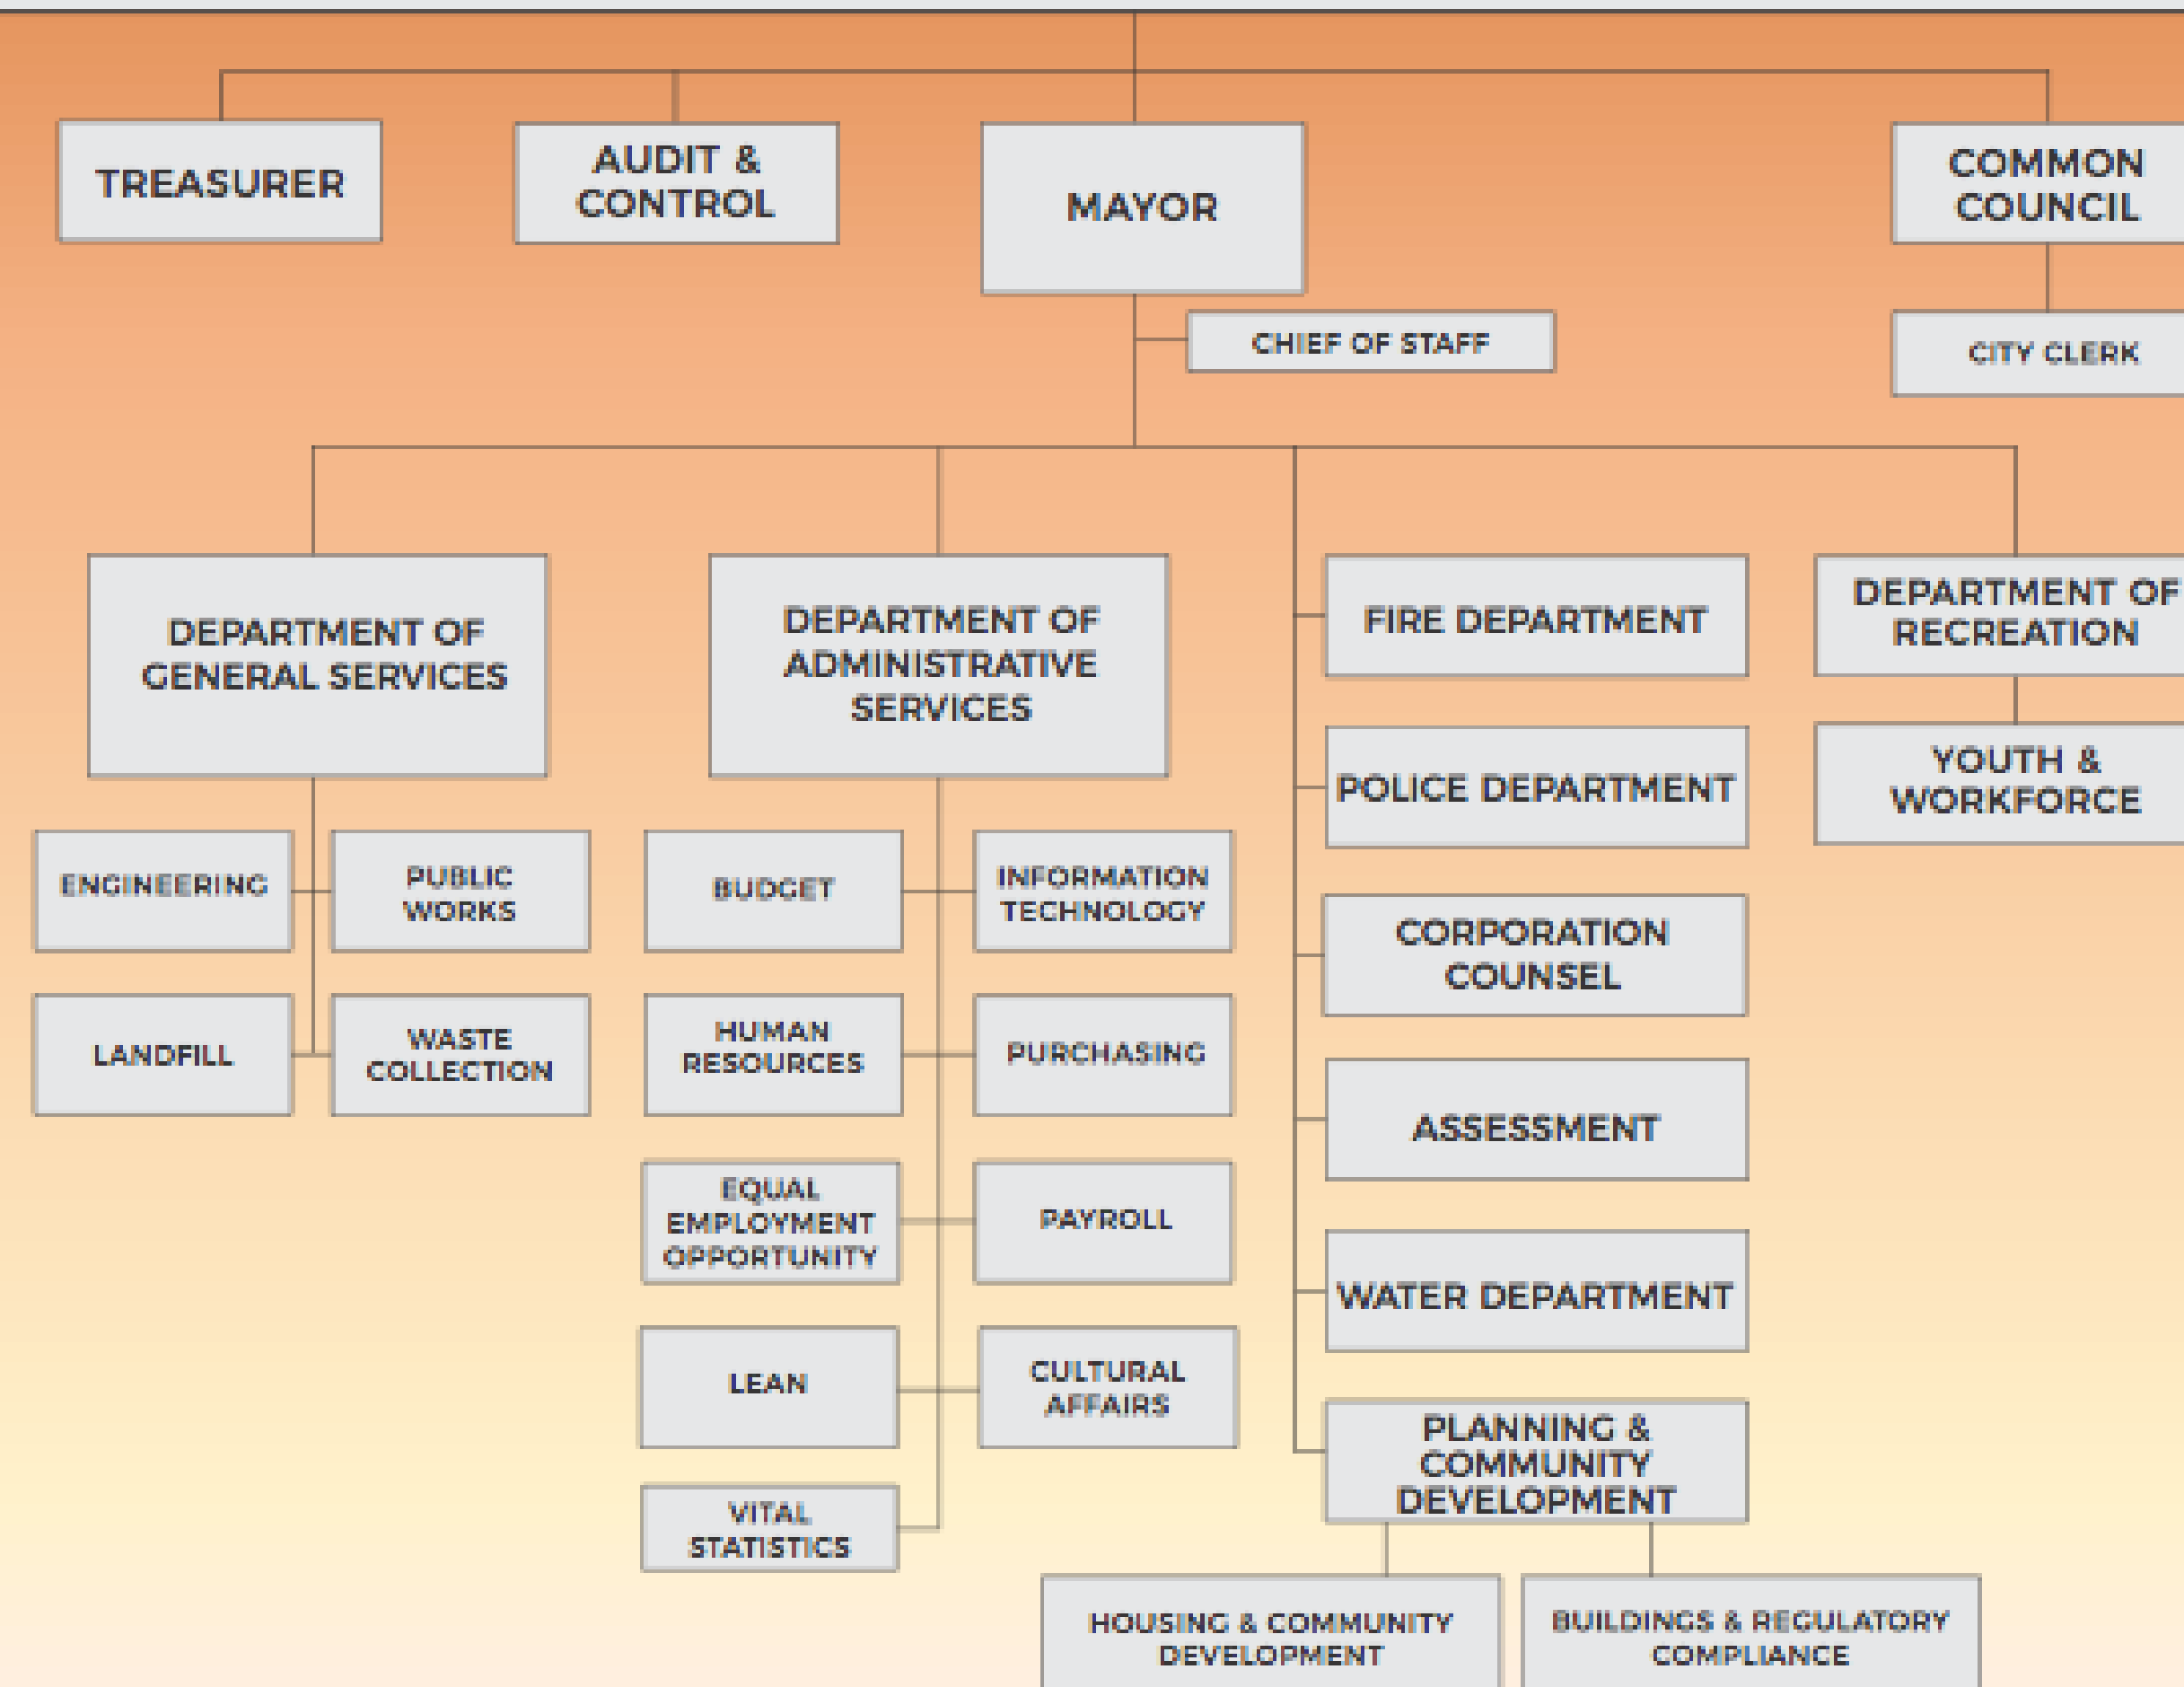 TREASURER
AUDIT &
CONTROL
MAYOR
COMMON
COUNCIL
CHIEF OF STAFF
CITY CLERK
DEPARTMENT OF
GENERAL SERVICES
DEPARTMENT OF
ADMINISTRATIVE
SERVICES
FIRE DEPARTMENT
DEPARTMENT OF
RECREATION
POLICE DEPARTMENT
YOUTH &
WORKFORCE
ENGINEERING
PUBLIC
WORKS
BUDGET
INFORMATION
TECHNOLOGY
CORPORATION
COUNSEL
LANDFILL
WASTE
COLLECTION
HUMAN
RESOURCES
PURCHASING
ASSESSMENT
EQUAL
EMPLOYMENT
OPPORTUNITY
PAYROLL
WATER DEPARTMENT
LEAN
CULTURAL
AFFAIRS
PLANNING &
COMMUNITY
DEVELOPMENT
VITAL
STATISTICS
HOUSING & COMMUNITY
DEVELOPMENT
BUILDINGS & REGULATORY
COMPLIANCE